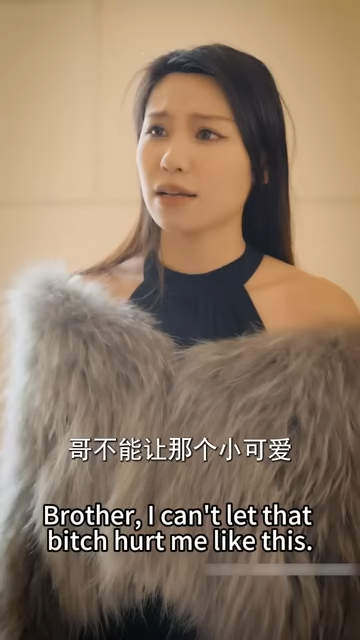 哥不能让那个小可爱
Brother, I can't let that
bitch hurt me like this.